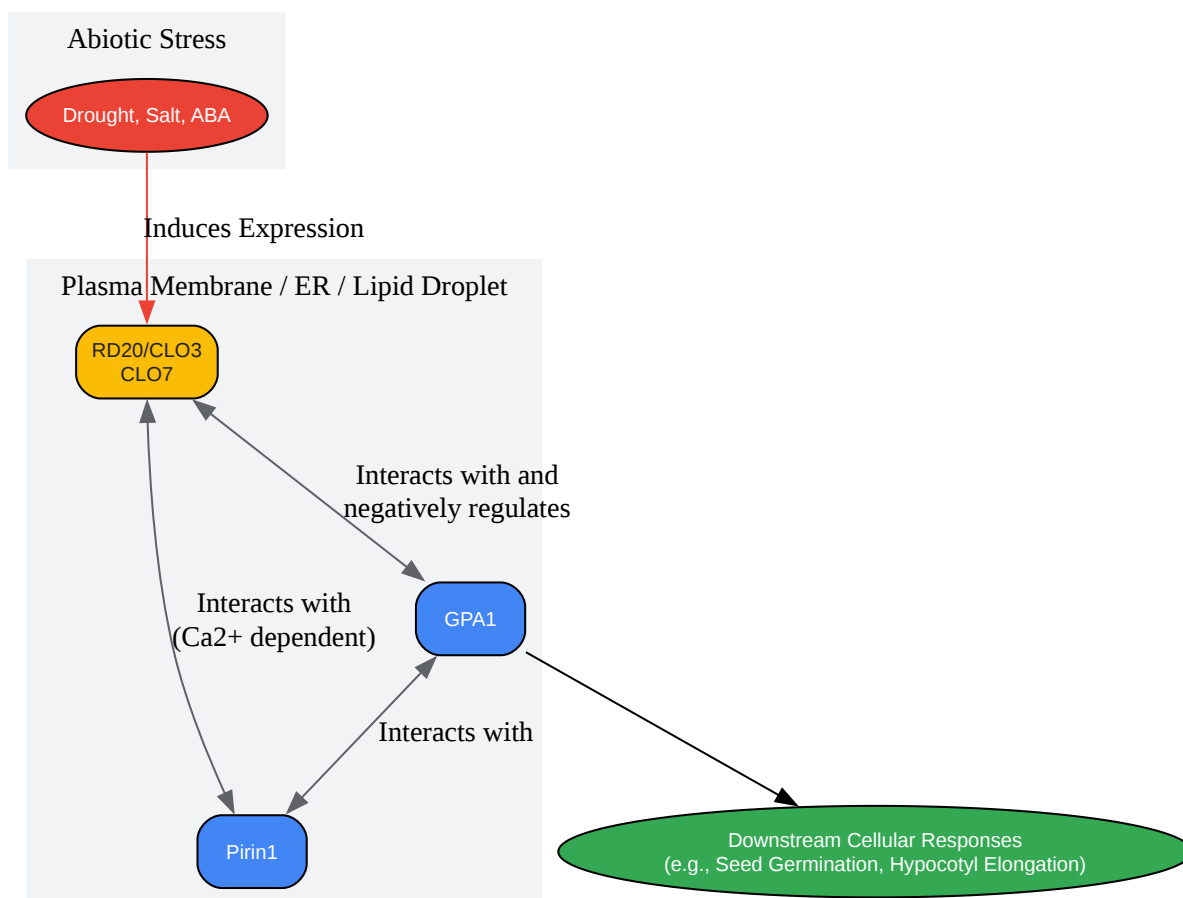 Abiotic Stress
Drought, Salt, ABA
Induces Expression
Plasma Membrane / ER / Lipid Droplet
RD20/CLO3
CLO7
Interacts with and
negatively regulates
Interacts with
(Ca2+ dependent)
GPA1
Interacts with
Pirin1
Downstream Cellular Responses
(e.g., Seed Germination, Hypocotyl Elongation)